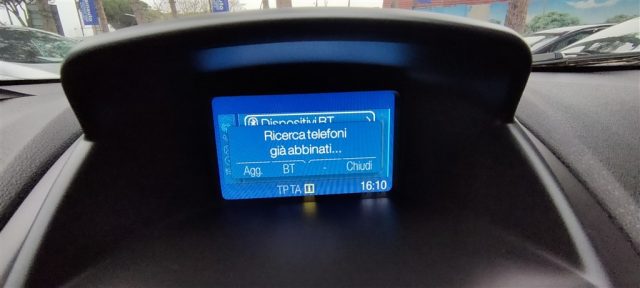 Dispositivi BT
Ricerca telefoni
già abbinati...
Agg. BT - Chiudi
TP TA 16:10